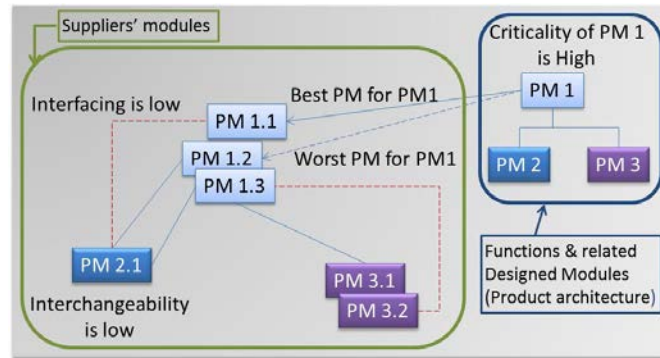 Suppliers' modules
Criticality of PM 1
is High
Interfacing is low
Best PM for PM1
PM 1
PM 1.1
PM 1.2
Worst PM for PM1
PM 1.3
PM 2
PM 3
PM 2.1
PM 3.1
PM 3.2
Interchangeability
is low
Functions & related
Designed Modules
(Product architecture)